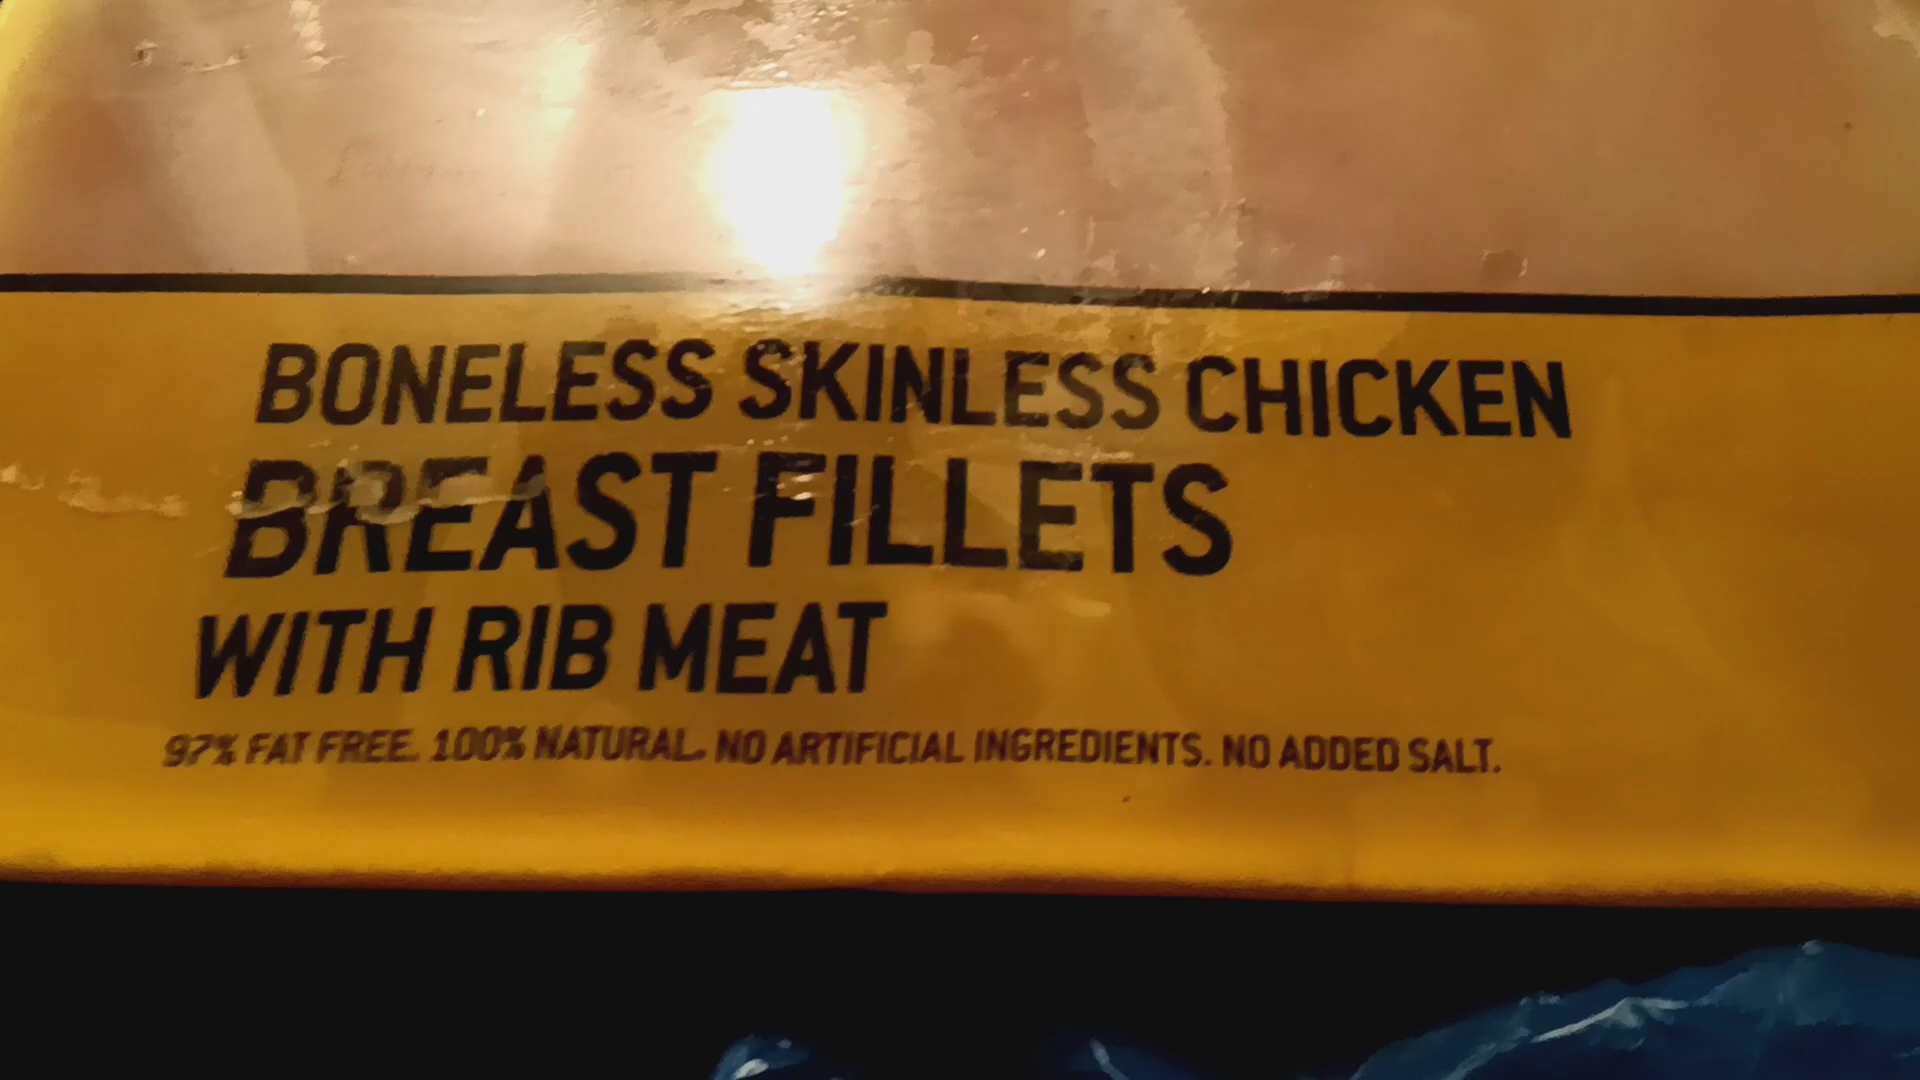 BONELESS SKINLESS CHICKEN
BREAST FILLETS
WITH RIB MEAT
97% FAT FREE. 100% NATURAL. NO ARTIFICIAL INGREDIENTS. NO ADDED SALT.